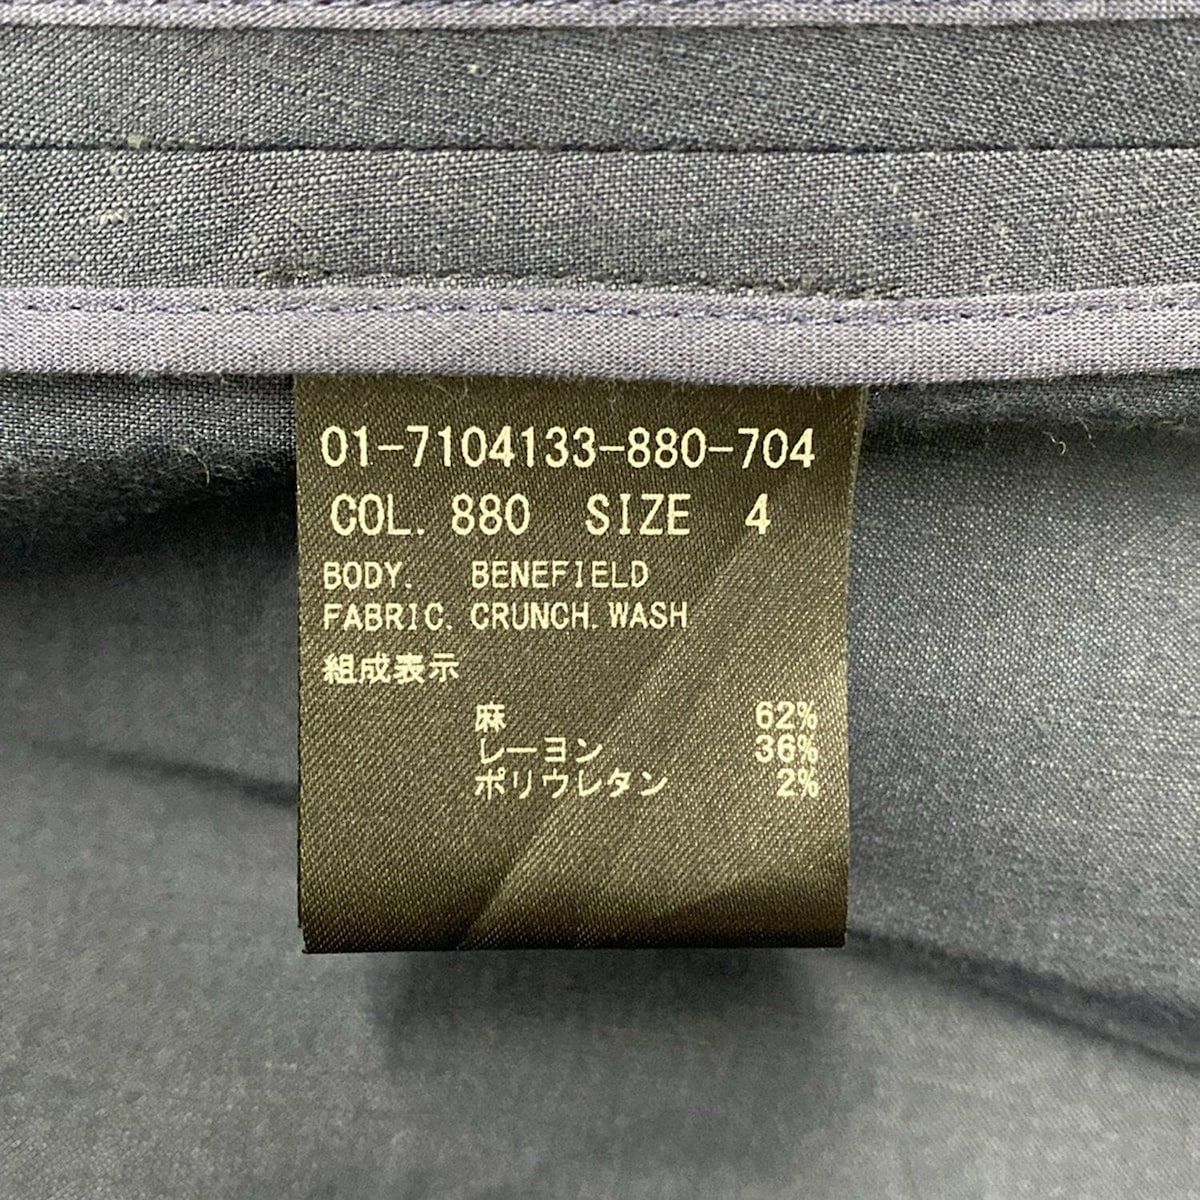 01-7104133-880-704
COL. 880 SIZE 4
BODY. BENEFIELD
FABRIC. CRUNCH.WASH
組成表示
麻 62%
レーヨン 36%
ポリウレタン 2%